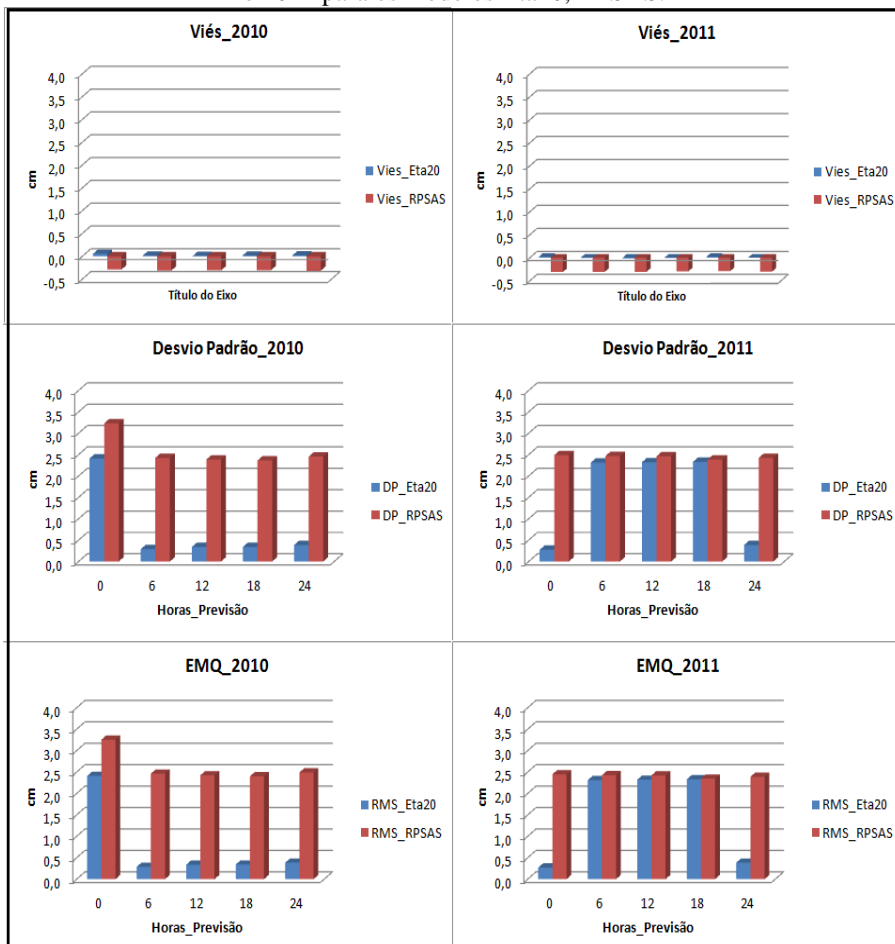 Viés_2010
4,0
3,5
3,0
2,5
2,0
1,5
1,0
0,5
0,0
-0,5
cm
Título do Eixo
Vies_Eta20
Vies_RPSAS
Viés_2011
4,0
3,5
3,0
2,5
2,0
1,5
1,0
0,5
0,0
-0,5
cm
Título do Eixo
Vies_Eta20
Vies_RPSAS
Desvio Padrão_2010
4,0
3,5
3,0
2,5
2,0
1,5
1,0
0,5
0,0
cm
0 6 12 18 24
Horas_Previsão
DP_Eta20
DP_RPSAS
Desvio Padrão_2011
4,0
3,5
3,0
2,5
2,0
1,5
1,0
0,5
0,0
cm
0 6 12 18 24
Horas_Previsão
DP_Eta20
DP_RPSAS
EMQ_2010
4,0
3,5
3,0
2,5
2,0
1,5
1,0
0,5
0,0
cm
0 6 12 18 24
Horas_Previsão
RMS_Eta20
RMS_RPSAS
EMQ_2011
4,0
3,5
3,0
2,5
2,0
1,5
1,0
0,5
0,0
cm
0 6 12 18 24
Horas_Previsão
RMS_Eta20
RMS_RPSAS